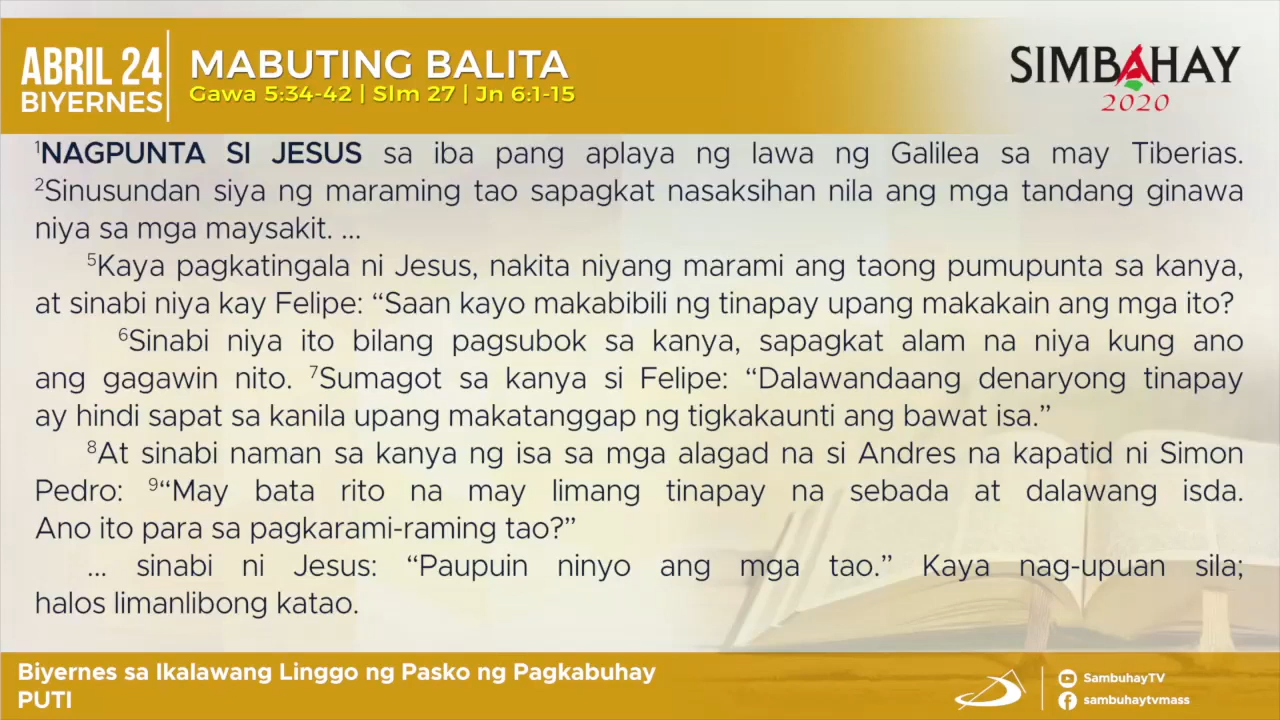 ABRIL 24
BIYERNES
MABUTING BALITA
Gawa 5:34-42 | Slm 27 | Jn 6:1-15
SIMBAHAY
2020
¹NAGPUNTA SI JESUS sa iba pang aplaya ng lawa ng Galilea sa may Tiberias.
²Sinusundan siya ng maraming tao sapagkat nasaksihan nila ang mga tandang ginawa
niya sa mga maysakit. ...
⁵Kaya pagkatingala ni Jesus, nakita niyang marami ang taong pumupunta sa kanya,
at sinabi niya kay Felipe: “Saan kayo makabibili ng tinapay upang makakain ang mga ito?
⁶Sinabi niya ito bilang pagsubok sa kanya, sapagkat alam na niya kung ano
ang gagawin nito. ⁷Sumagot sa kanya si Felipe: “Dalawandaang denaryong tinapay
ay hindi sapat sa kanila upang makatanggap ng tigkakaunti ang bawat isa.”
⁸At sinabi naman sa kanya ng isa sa mga alagad na si Andres na kapatid ni Simon
Pedro: ⁹“May bata rito na may limang tinapay na sebada at dalawang isda.
Ano ito para sa pagkarami-raming tao?”
... sinabi ni Jesus: “Paupuin ninyo ang mga tao.” Kaya nag-upuan sila;
halos limanlibong katao.
Biyernes sa Ikalawang Linggo ng Pasko ng Pagkabuhay
PUTI
SambuhayTV
sambuhaytvmass